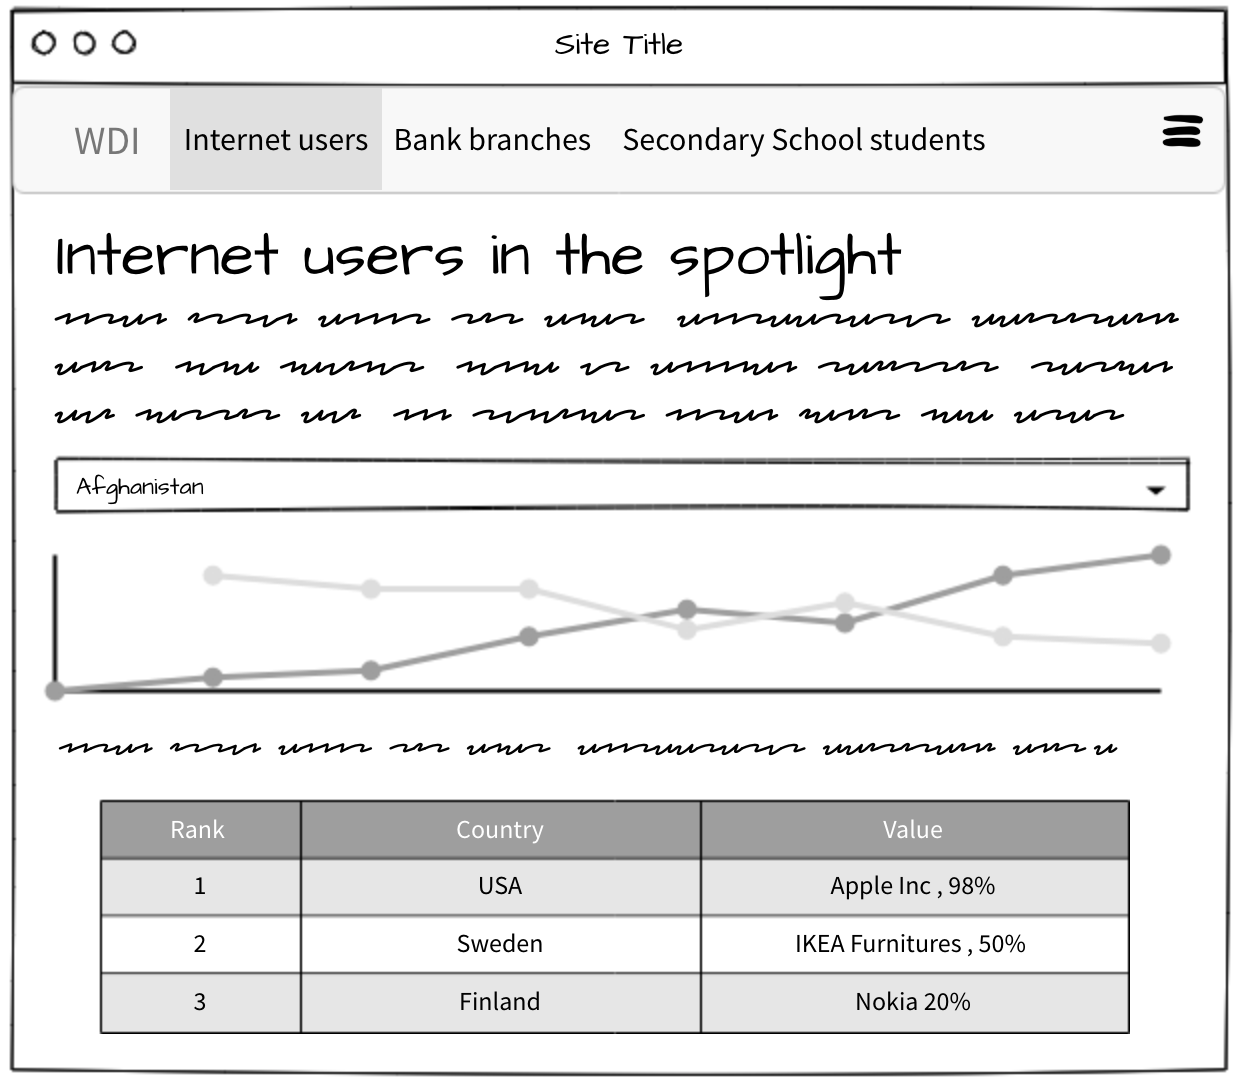 Site Title
WDI Internet users Bank branches Secondary School students
Internet users in the spotlight
Afghanistan
Rank Country Value
1 USA Apple Inc , 98%
2 Sweden IKEA Furnitures , 50%
3 Finland Nokia 20%